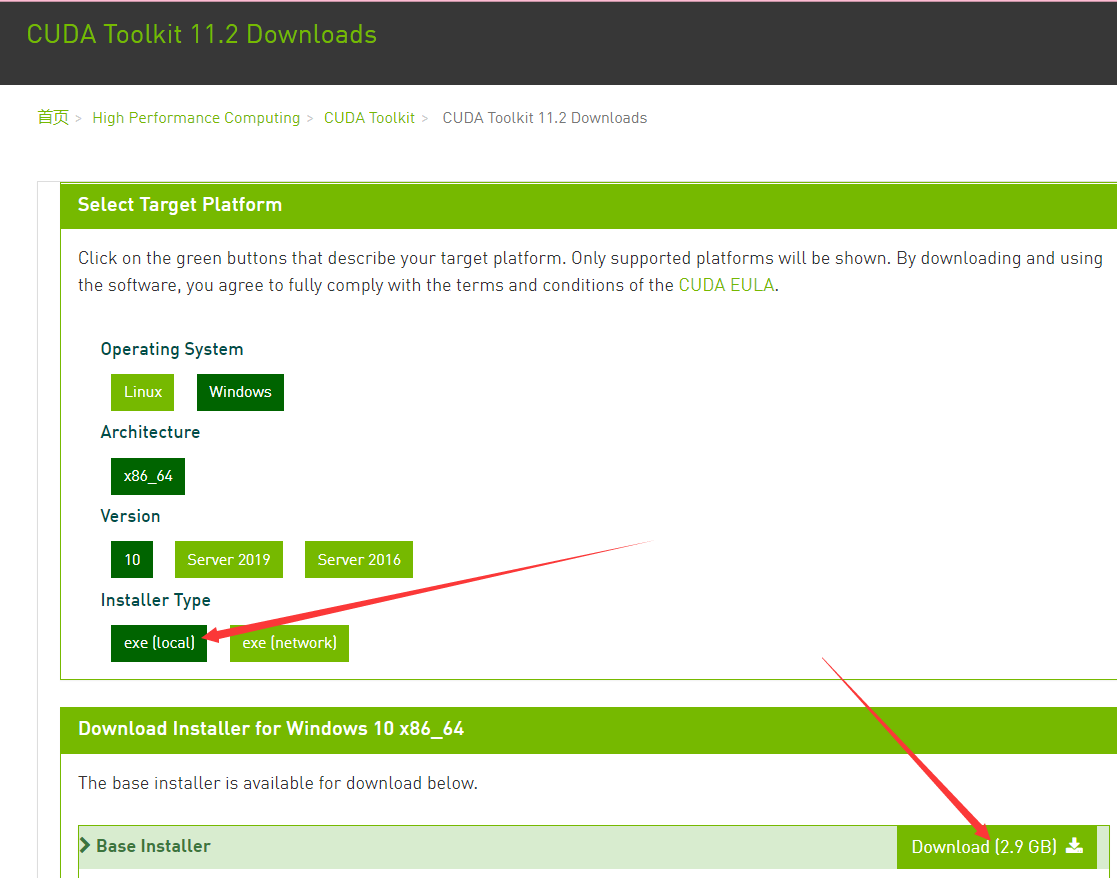 CUDA Toolkit 11.2 Downloads
首页 > High Performance Computing > CUDA Toolkit > CUDA Toolkit 11.2 Downloads
Select Target Platform
Click on the green buttons that describe your target platform. Only supported platforms will be shown. By downloading and using
the software, you agree to fully comply with the terms and conditions of the CUDA EULA.
Operating System
Linux Windows
Architecture
x86_64
Version
10 Server 2019 Server 2016
Installer Type
exe (local) exe (network)
Download Installer for Windows 10 x86_64
The base installer is available for download below.
Base Installer Download (2.9 GB)